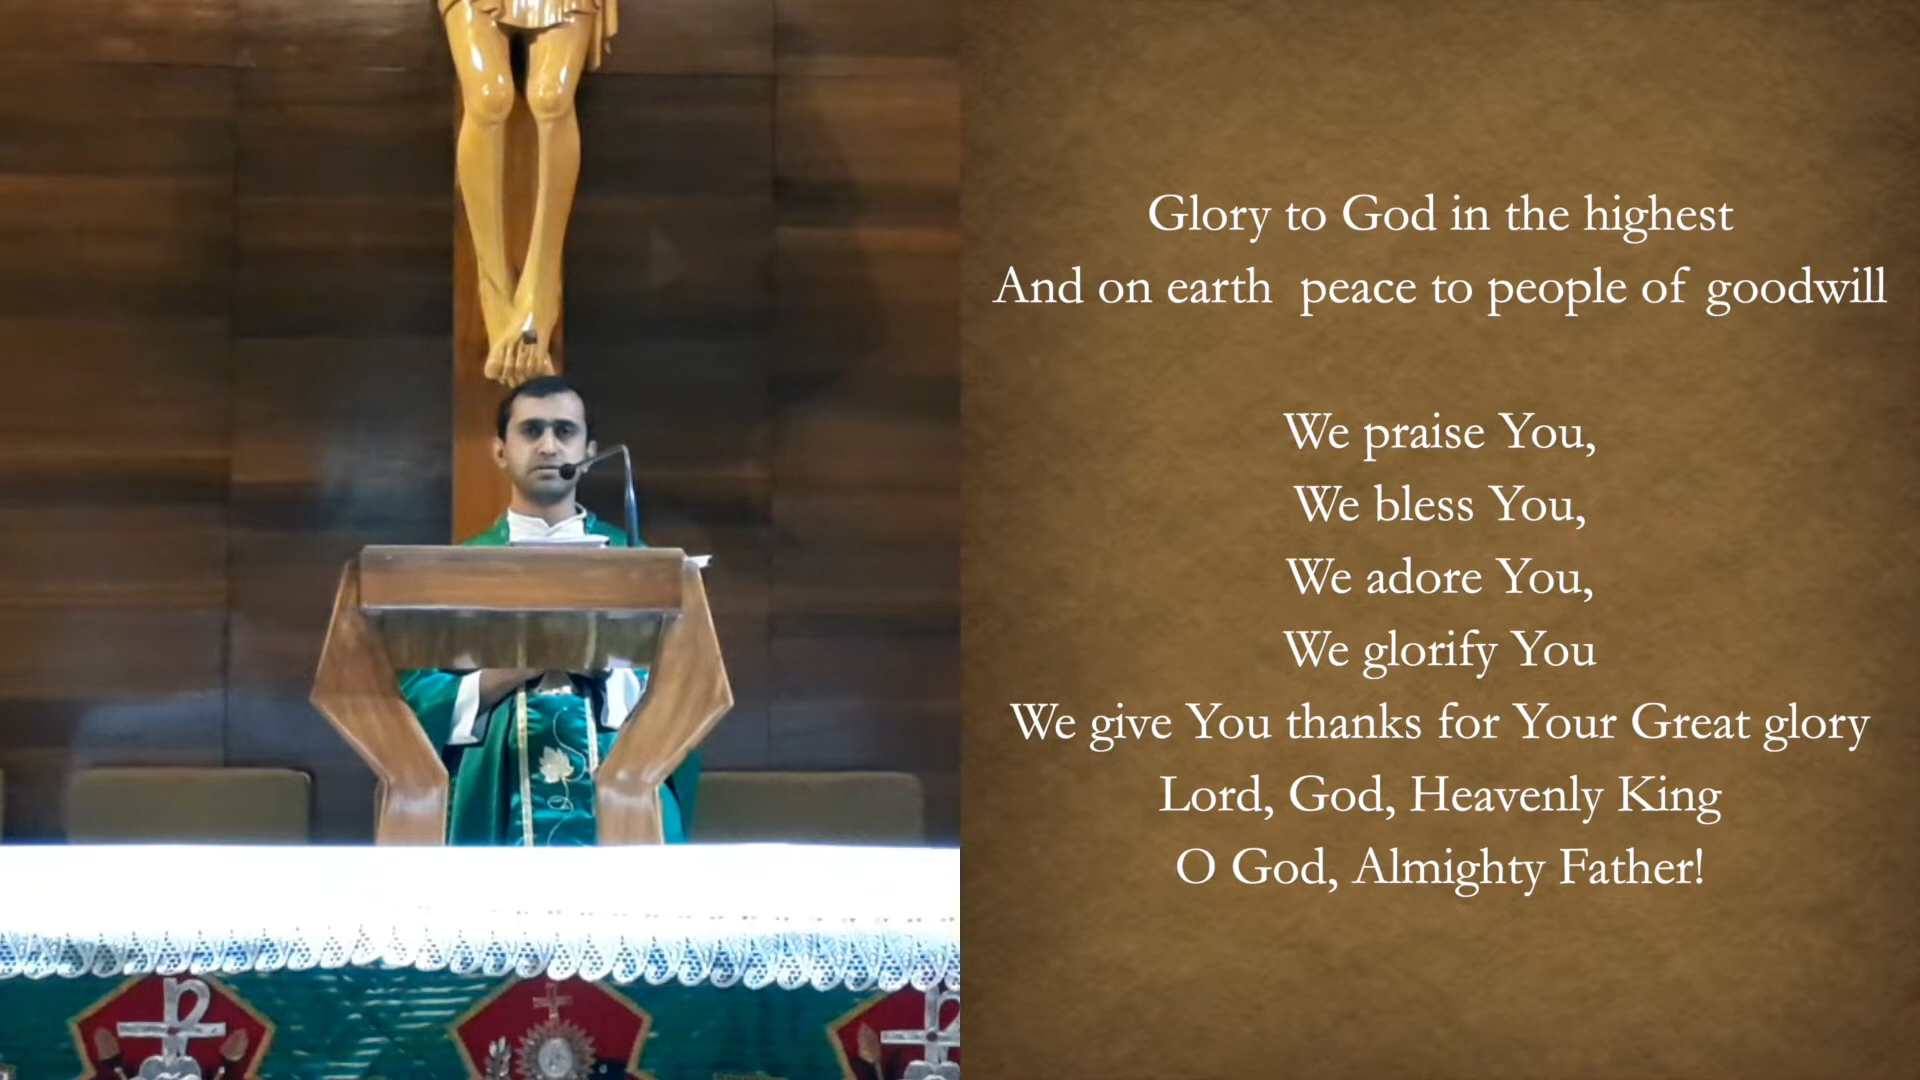 Glory to God in the highest
And on earth peace to people of goodwill
We praise You,
We bless You,
We adore You,
We glorify You
We give You thanks for Your Great glory
Lord, God, Heavenly King
O God, Almighty Father!